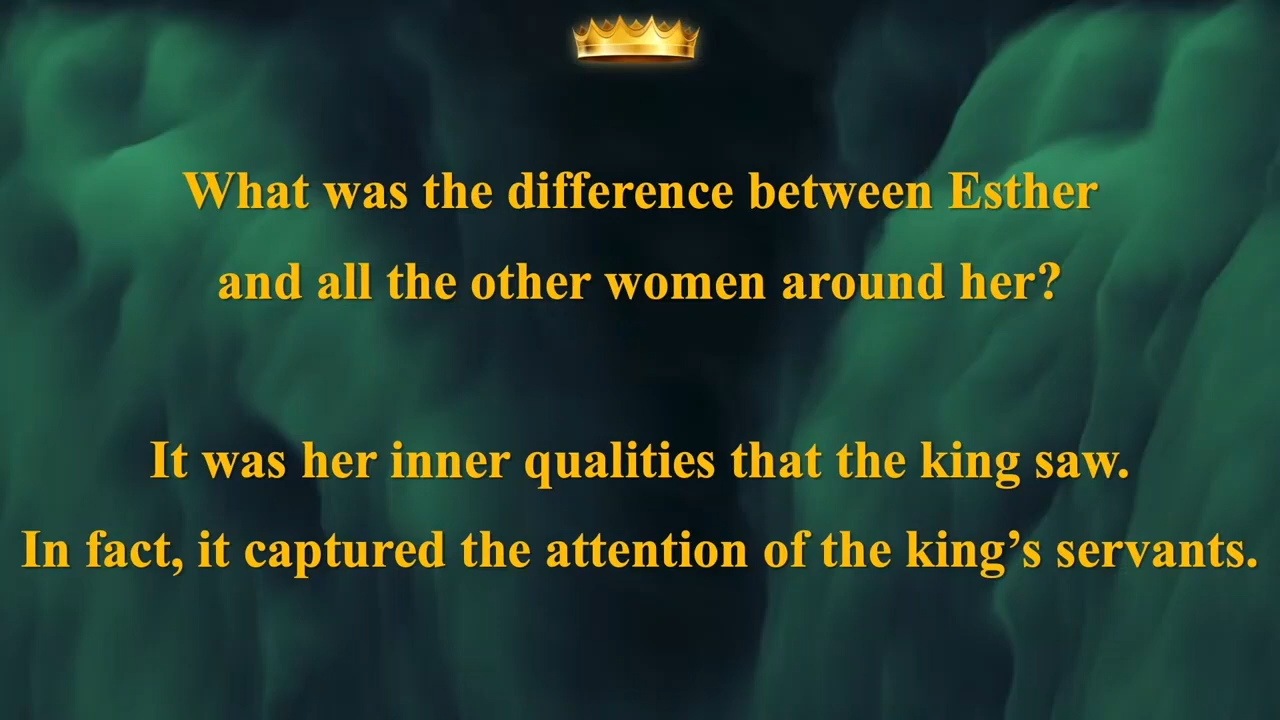 What was the difference between Esther
and all the other women around her?
It was her inner qualities that the king saw.
In fact, it captured the attention of the king’s servants.